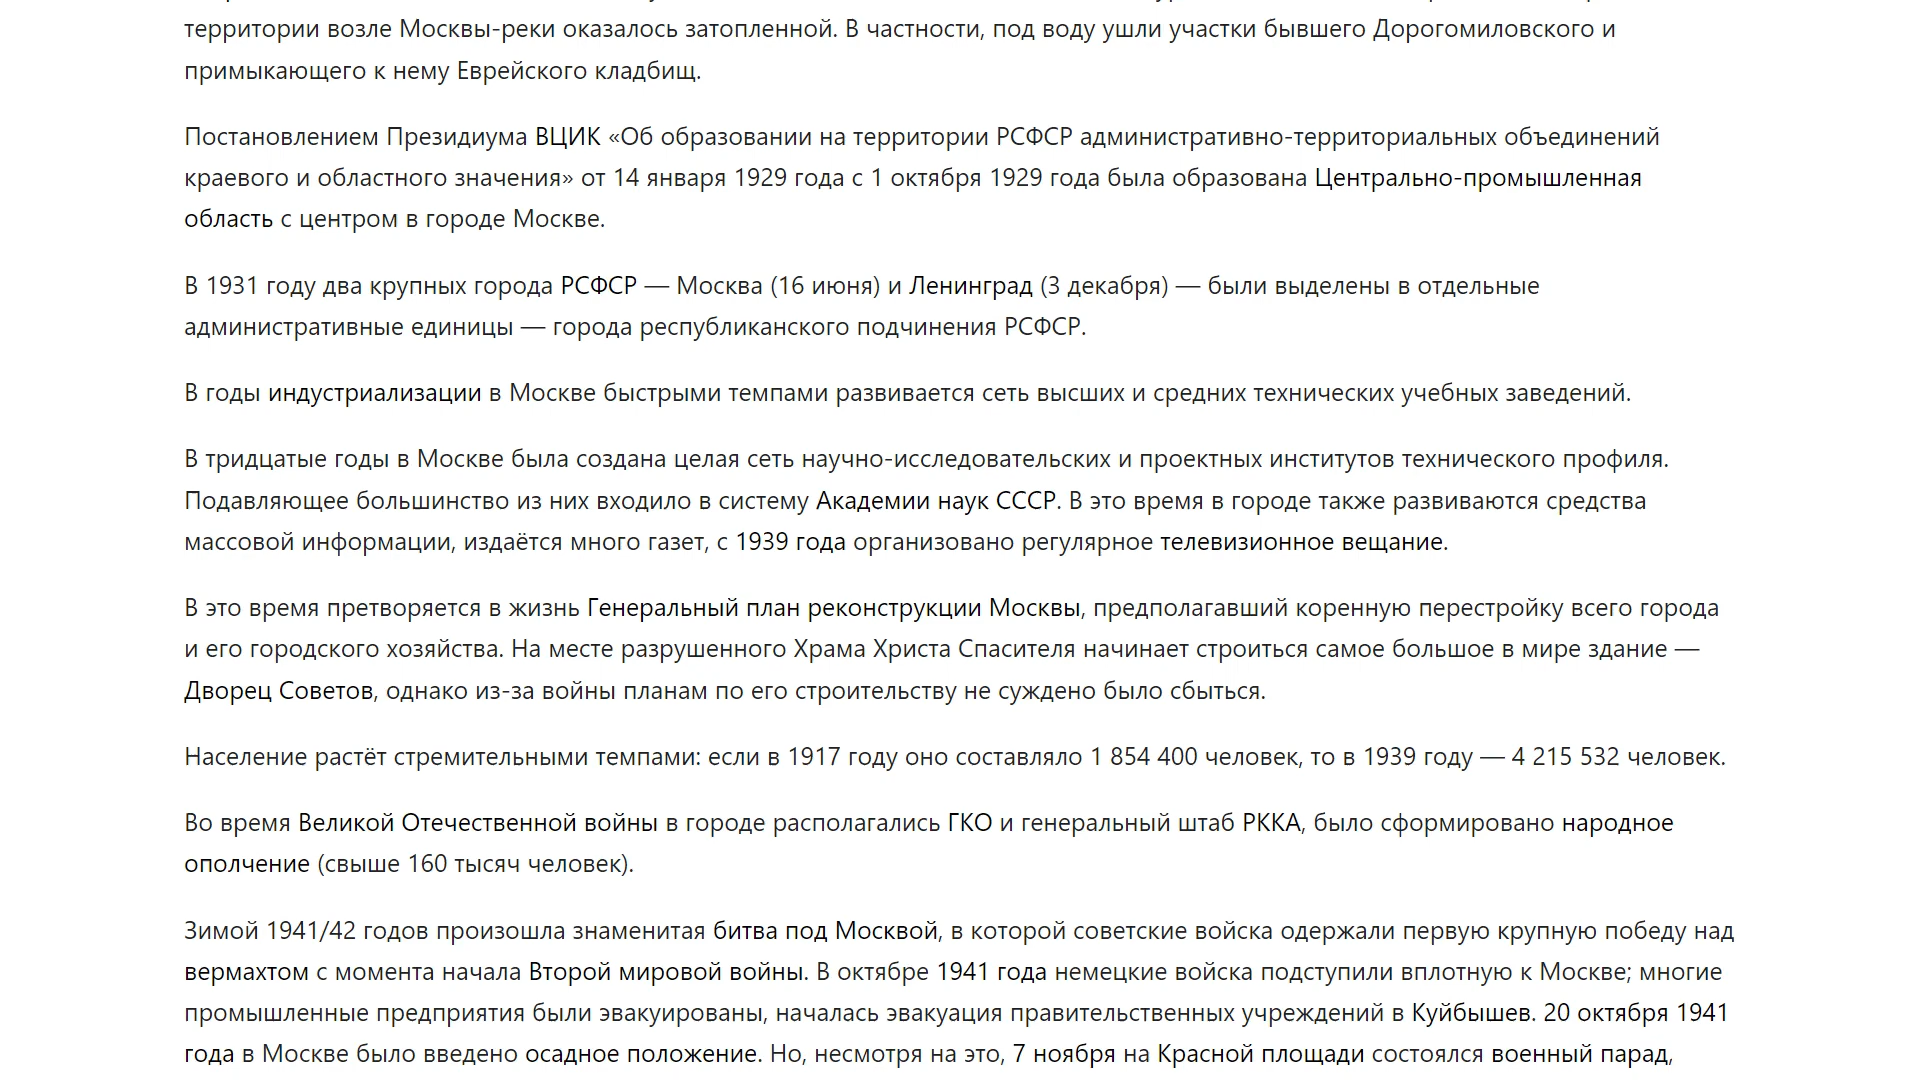 территории возле Москвы-реки оказалось затопленной. В частности, под воду ушли участки бывшего Дорогомиловского и
примыкающего к нему Еврейского кладбищ.
Постановлением Президиума ВЦИК «Об образовании на территории РСФСР административно-территориальных объединений
краевого и областного значения» от 14 января 1929 года с 1 октября 1929 года была образована Центрально-промышленная
область с центром в городе Москве.
В 1931 году два крупных города РСФСР — Москва (16 июня) и Ленинград (3 декабря) — были выделены в отдельные
административные единицы — города республиканского подчинения РСФСР.
В годы индустриализации в Москве быстрыми темпами развивается сеть высших и средних технических учебных заведений.
В тридцатые годы в Москве была создана целая сеть научно-исследовательских и проектных институтов технического профиля.
Подавляющее большинство из них входило в систему Академии наук СССР. В это время в городе также развиваются средства
массовой информации, издаётся много газет, с 1939 года организовано регулярное телевизионное вещание.
В это время претворяется в жизнь Генеральный план реконструкции Москвы, предполагавший коренную перестройку всего города
и его городского хозяйства. На месте разрушенного Храма Христа Спасителя начинает строиться самое большое в мире здание —
Дворец Советов, однако из-за войны планам по его строительству не суждено было сбыться.
Население растёт стремительными темпами: если в 1917 году оно составляло 1 854 400 человек, то в 1939 году — 4 215 532 человек.
Во время Великой Отечественной войны в городе располагались ГКО и генеральный штаб РККА, было сформировано народное
ополчение (свыше 160 тысяч человек).
Зимой 1941/42 годов произошла знаменитая битва под Москвой, в которой советские войска одержали первую крупную победу над
вермахтом с момента начала Второй мировой войны. В октябре 1941 года немецкие войска подступили вплотную к Москве; многие
промышленные предприятия были эвакуированы, началась эвакуация правительственных учреждений в Куйбышев. 20 октября 1941
года в Москве было введено осадное положение. Но, несмотря на это, 7 ноября на Красной площади состоялся военный парад,